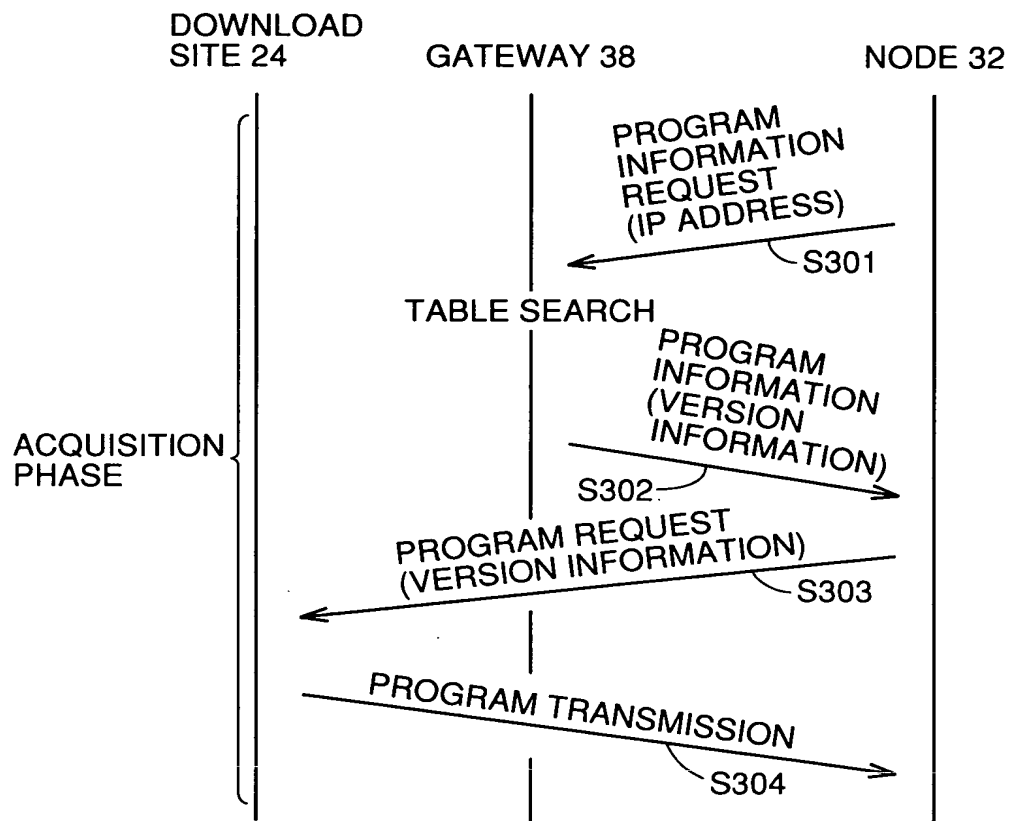 DOWNLOAD
SITE 24
GATEWAY 38
NODE 32
PROGRAM
INFORMATION
REQUEST
(IP ADDRESS)
S301
TABLE SEARCH
PROGRAM
INFORMATION
(VERSION
INFORMATION)
S302
ACQUISITION
PHASE
PROGRAM REQUEST
(VERSION INFORMATION)
S303
PROGRAM TRANSMISSION
S304